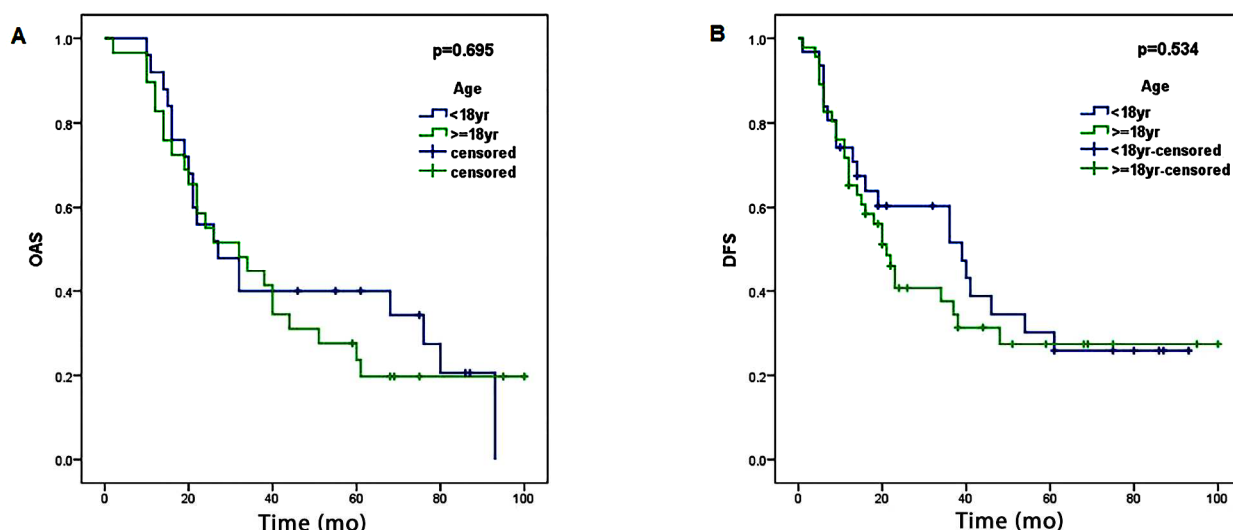 A
p=0.695
Age
<18yr
>=18yr
censored
censored
OAS
1.0
0.8
0.6
0.4
0.2
0.0
0 20 40 60 80 100
Time (mo)
B
p=0.534
Age
<18yr
>=18yr
<18yr-censored
>=18yr-censored
DFS
1.0
0.8
0.6
0.4
0.2
0.0
0 20 40 60 80 100
Time (mo)